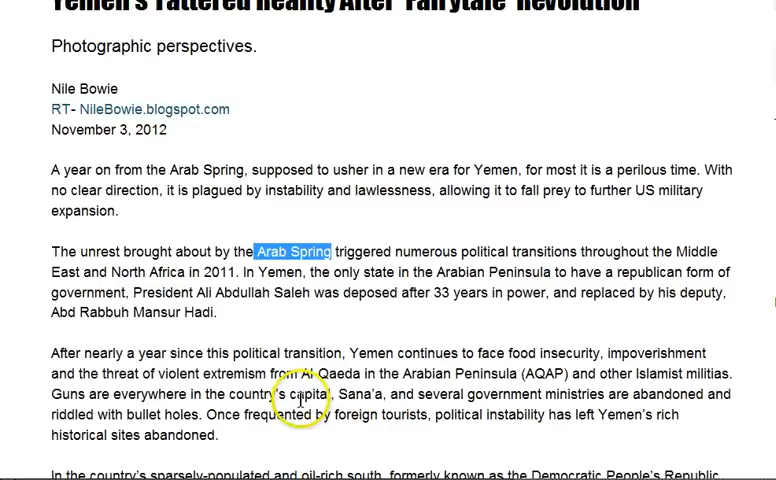 Yemen's Tattered Reality After 'Fairytale' Revolution
Photographic perspectives.
Nile Bowie
RT- NileBowie.blogspot.com
November 3, 2012
A year on from the Arab Spring, supposed to usher in a new era for Yemen, for most it is a perilous time. With
no clear direction, it is plagued by instability and lawlessness, allowing it to fall prey to further US military
expansion.
The unrest brought about by the Arab Spring triggered numerous political transitions throughout the Middle
East and North Africa in 2011. In Yemen, the only state in the Arabian Peninsula to have a republican form of
government, President Ali Abdullah Saleh was deposed after 33 years in power, and replaced by his deputy,
Abd Rabbuh Mansur Hadi.
After nearly a year since this political transition, Yemen continues to face food insecurity, impoverishment
and the threat of violent extremism from Al-Qaeda in the Arabian Peninsula (AQAP) and other Islamist militias.
Guns are everywhere in the country's capital, Sana'a, and several government ministries are abandoned and
riddled with bullet holes. Once frequented by foreign tourists, political instability has left Yemen's rich
historical sites abandoned.
In the country's sparsely-populated and oil-rich south, formerly known as the Democratic People's Republic